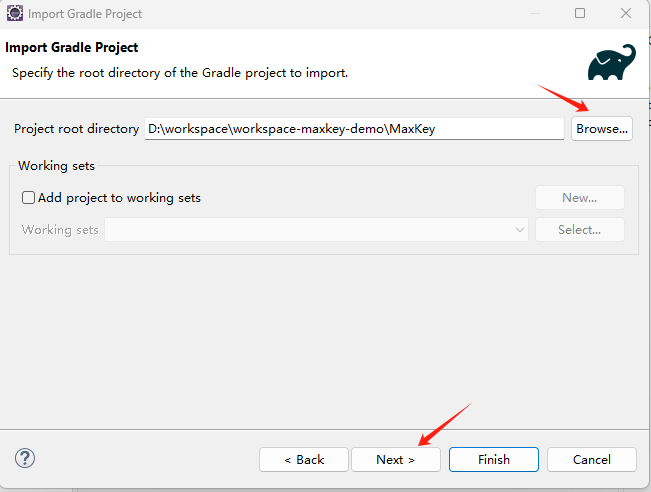 Import Gradle Project
Import Gradle Project
Specify the root directory of the Gradle project to import.
Project root directory D:\workspace\workspace-maxkey-demo\MaxKey Browse...
Working sets
Add project to working sets New...
Working sets Select...
? < Back Next > Finish Cancel